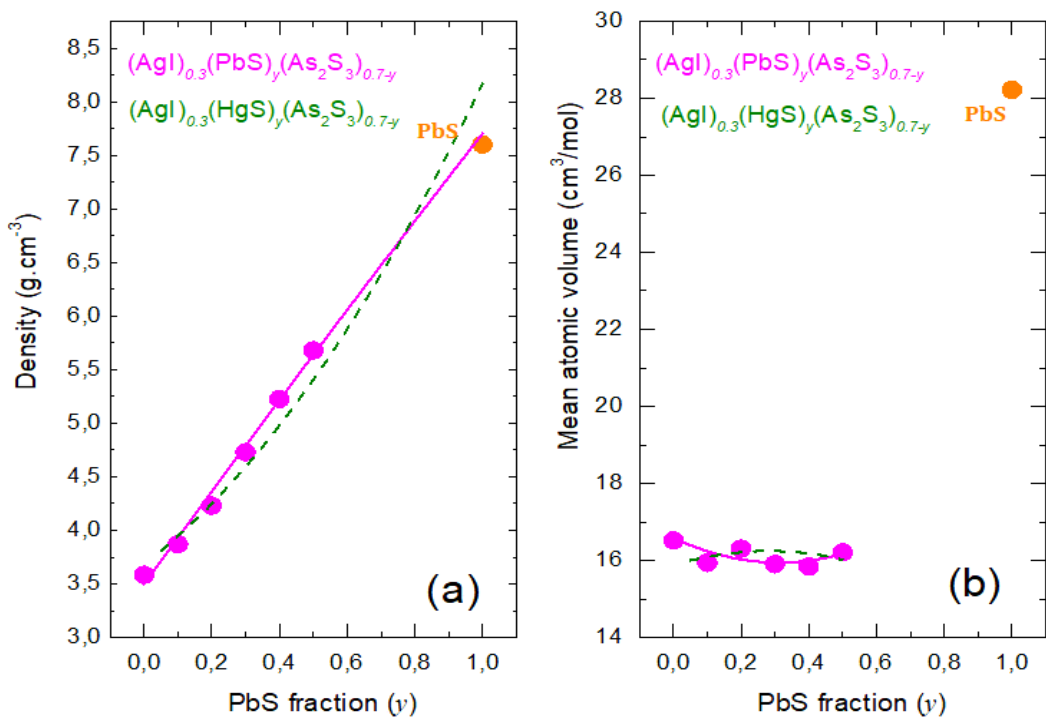 8,5
8,0
7,5
7,0
6,5
6,0
5,5
5,0
4,5
4,0
3,5
3,0
Density (g.cm⁻³)
(AgI)₀.₃(PbS)y(As₂S₃)₀.₇₋y
(AgI)₀.₃(HgS)y(As₂S₃)₀.₇₋y
PbS
(a)
0,0 0,2 0,4 0,6 0,8 1,0
PbS fraction (y)
30
28
26
24
22
20
18
16
14
Mean atomic volume (cm³/mol)
(AgI)₀.₃(PbS)y(As₂S₃)₀.₇₋y
(AgI)₀.₃(HgS)y(As₂S₃)₀.₇₋y
PbS
(b)
0,0 0,2 0,4 0,6 0,8 1,0
PbS fraction (y)